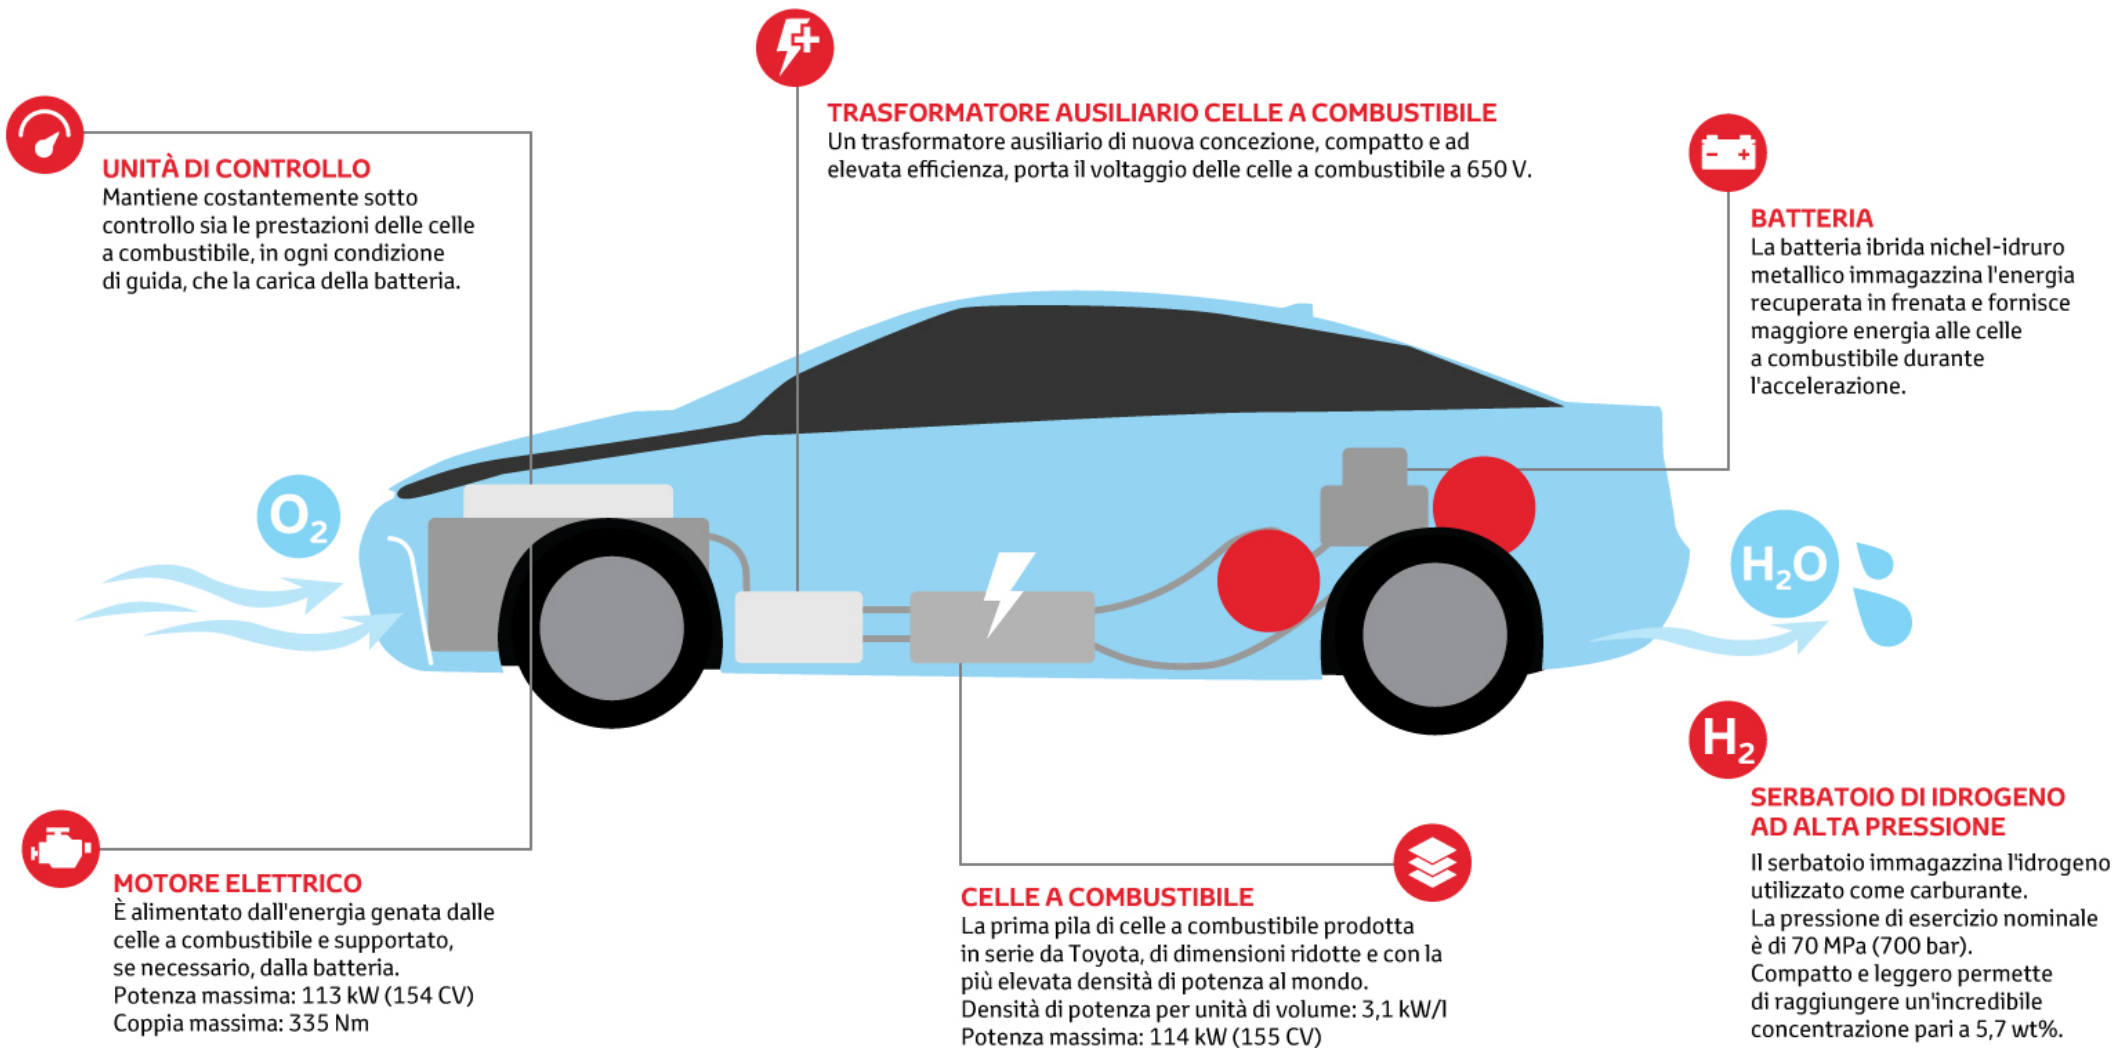 TRASFORMATORE AUSILIARIO CELLE A COMBUSTIBILE
Un trasformatore ausiliario di nuova concezione, compatto e ad
elevata efficienza, porta il voltaggio delle celle a combustibile a 650 V.
UNITÀ DI CONTROLLO
Mantiene costantemente sotto
controllo sia le prestazioni delle celle
a combustibile, in ogni condizione
di guida, che la carica della batteria.
BATTERIA
La batteria ibrida nichel-idruro
metallico immagazzina l'energia
recuperata in frenata e fornisce
maggiore energia alle celle
a combustibile durante
l'accelerazione.
O₂
H₂O
MOTORE ELETTRICO
È alimentato dall'energia genata dalle
celle a combustibile e supportato,
se necessario, dalla batteria.
Potenza massima: 113 kW (154 CV)
Coppia massima: 335 Nm
CELLE A COMBUSTIBILE
La prima pila di celle a combustibile prodotta
in serie da Toyota, di dimensioni ridotte e con la
più elevata densità di potenza al mondo.
Densità di potenza per unità di volume: 3,1 kW/l
Potenza massima: 114 kW (155 CV)
H₂
SERBATOIO DI IDROGENO
AD ALTA PRESSIONE
Il serbatoio immagazzina l'idrogeno
utilizzato come carburante.
La pressione di esercizio nominale
è di 70 MPa (700 bar).
Compatto e leggero permette
di raggiungere un'incredibile
concentrazione pari a 5,7 wt%.